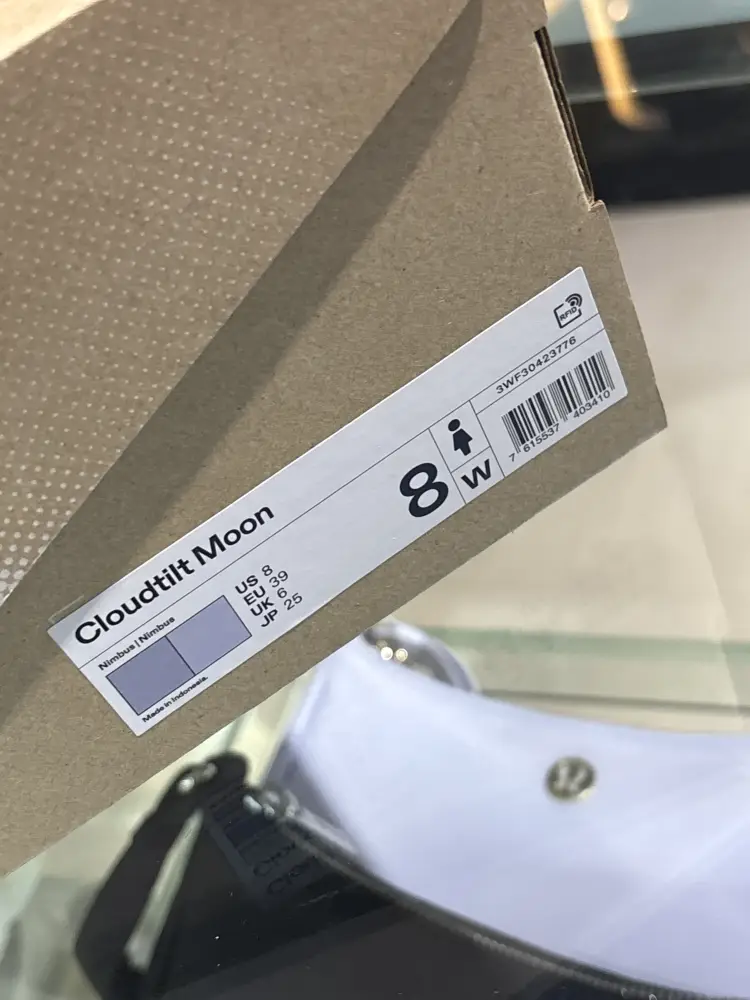 RFID
3WF30423776
7 615537 403410
W
8
Cloudtilt Moon
Nimbus | Nimbus
US 8
EU 39
UK 6
JP 25
Made in Indonesia.